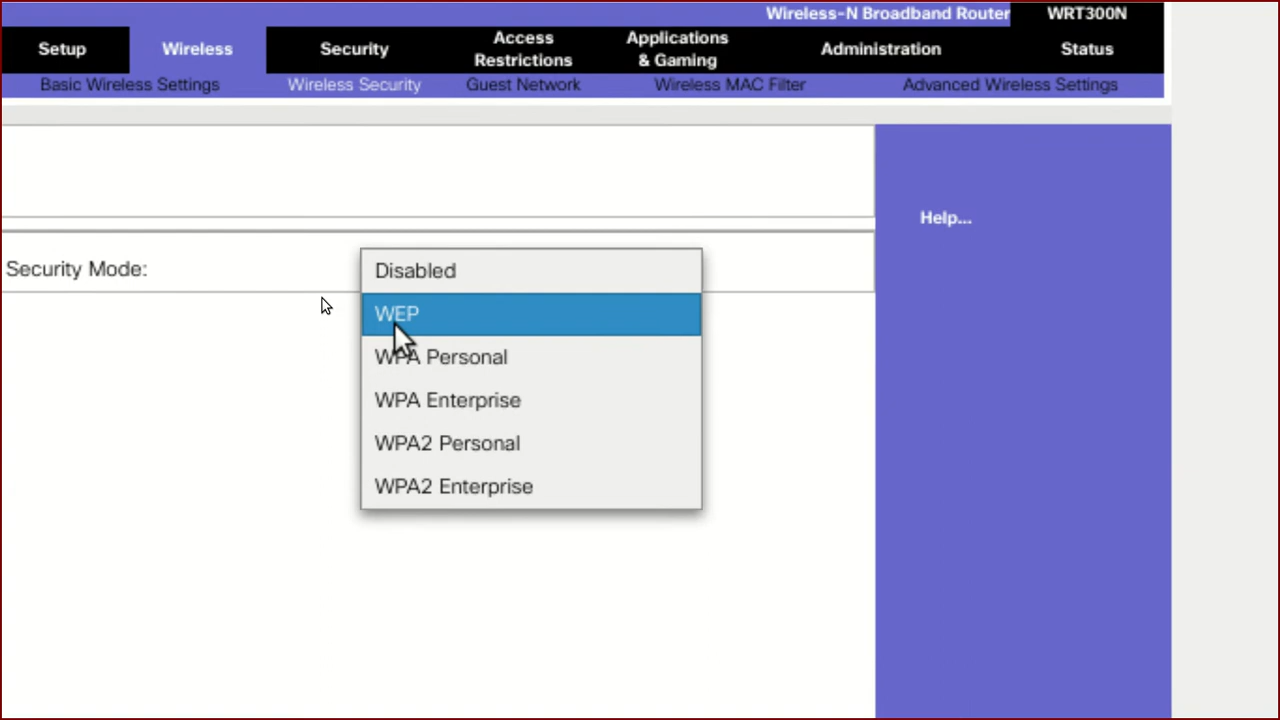 Wireless-N Broadband Router WRT300N
Setup Wireless Security Access Restrictions Applications & Gaming Administration Status
Basic Wireless Settings Wireless Security Guest Network Wireless MAC Filter Advanced Wireless Settings
Help...
Security Mode:
Disabled
WEP
WPA Personal
WPA Enterprise
WPA2 Personal
WPA2 Enterprise